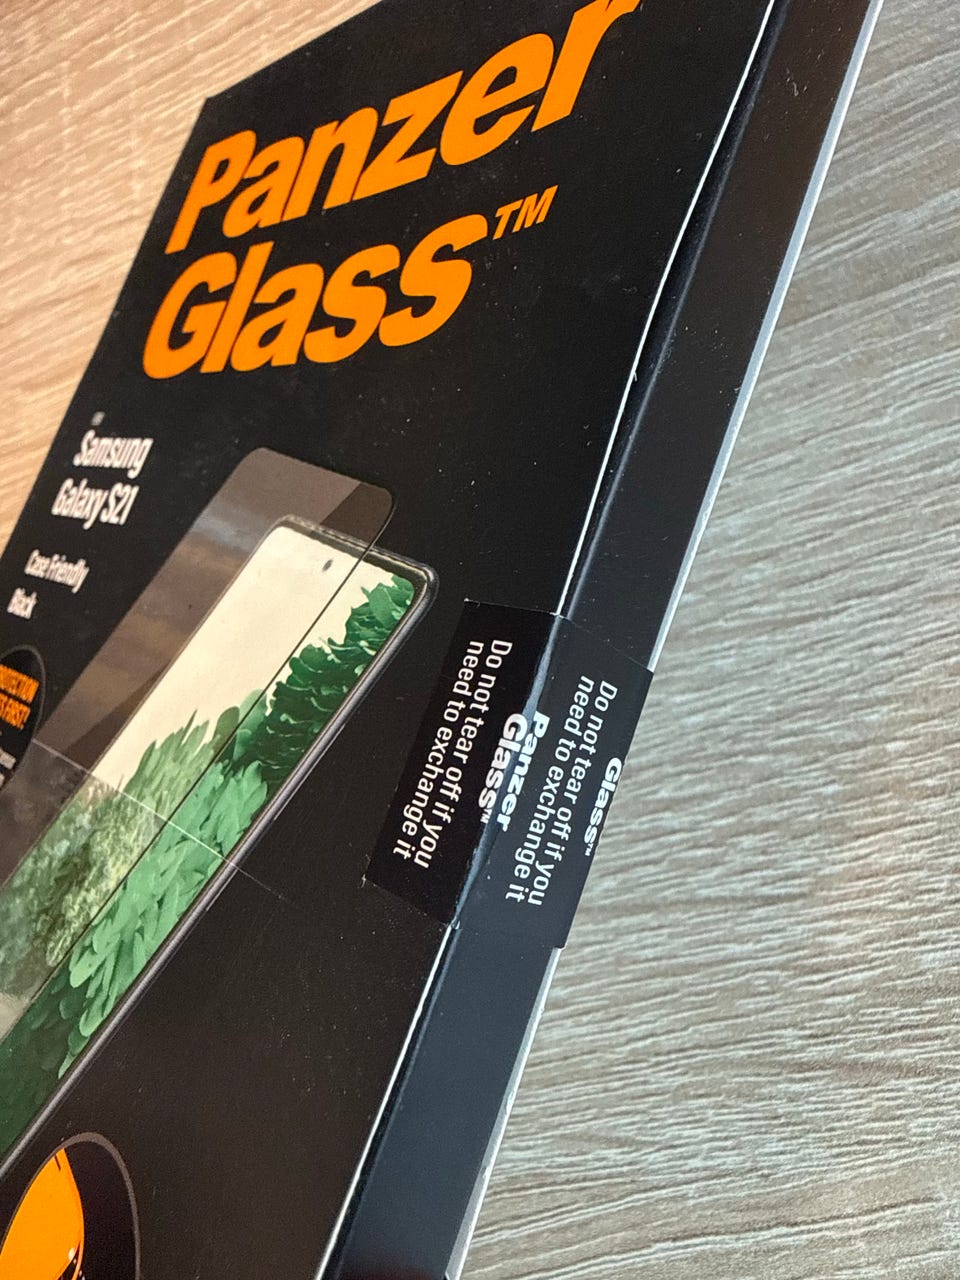 Panzer
Glass™
Samsung
Galaxy S21
Case Friendly
Black
Do not tear off if you
need to exchange it
Panzer
Glass™
Do not tear off if you
need to exchange it
Glass™